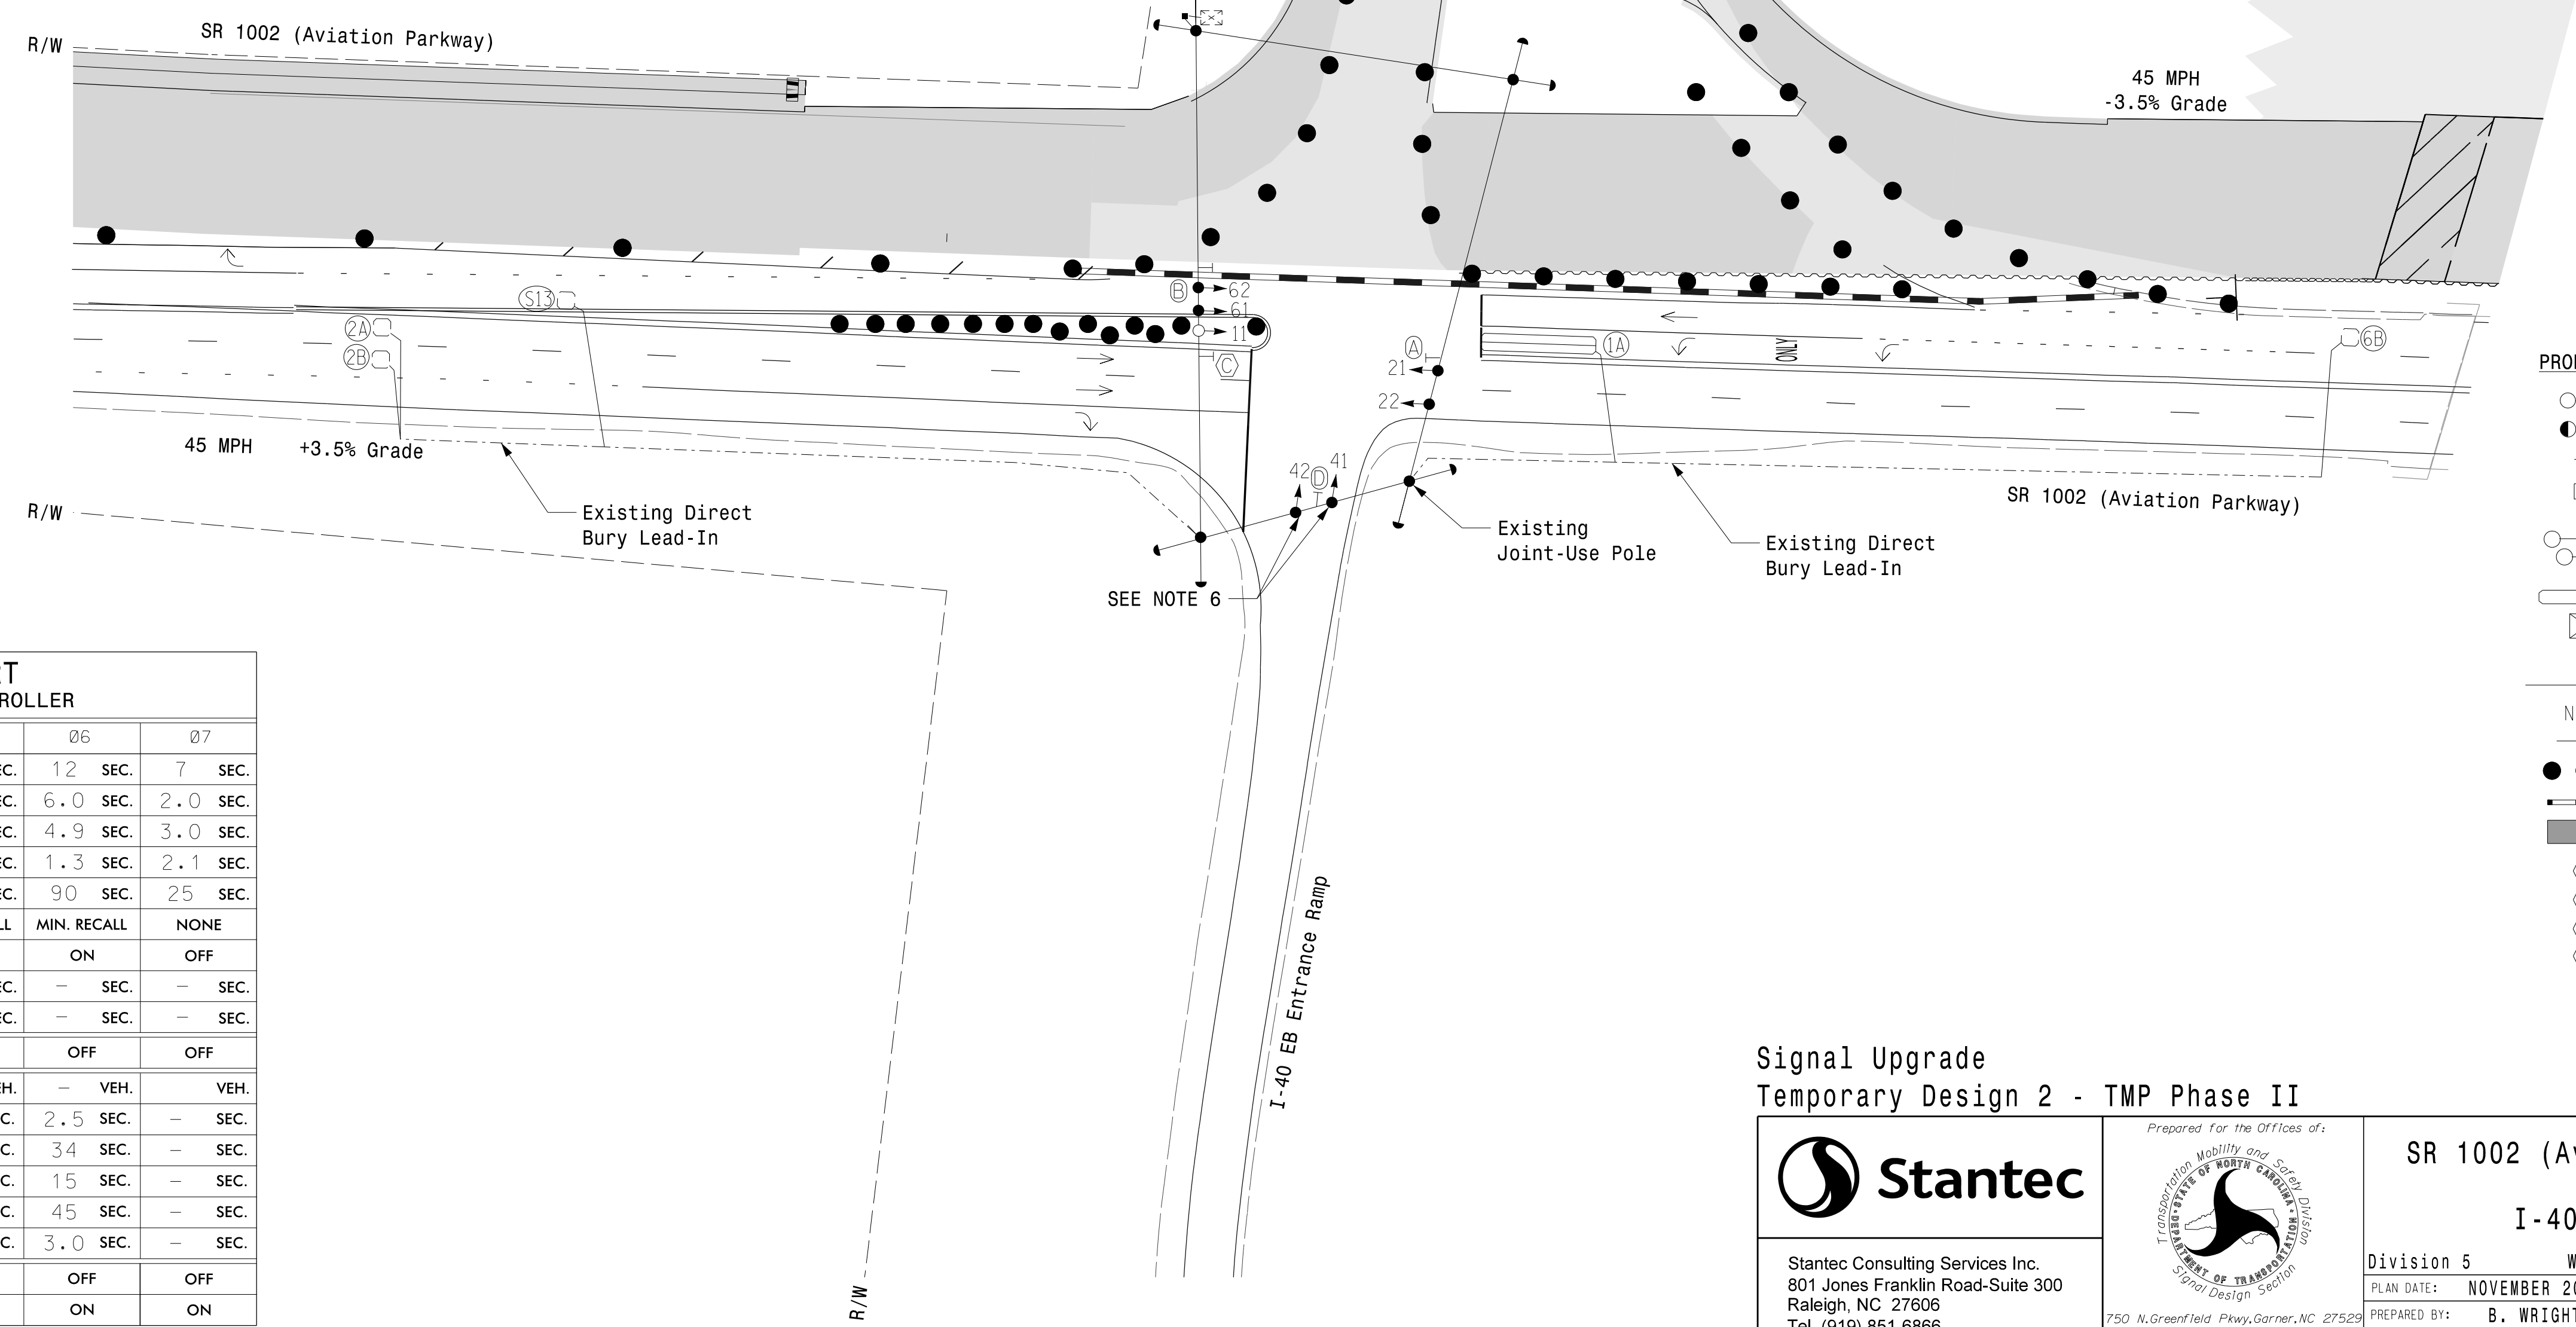 R/W
SR 1002 (Aviation Parkway)
45 MPH
-3.5% Grade
S13
2A
2B
B
62
61
11
C
A
21
22
1A
ONLY
6B
45 MPH +3.5% Grade
R/W
Existing Direct
Bury Lead-In
42
D
41
SEE NOTE 6
Existing
Joint-Use Pole
Existing Direct
Bury Lead-In
SR 1002 (Aviation Parkway)
I-40 EB Entrance Ramp
R/W
ROLLER
Ø6 Ø7
12 SEC. 7 SEC.
6.0 SEC. 2.0 SEC.
4.9 SEC. 3.0 SEC.
1.3 SEC. 2.1 SEC.
90 SEC. 25 SEC.
MIN. RECALL NONE
ON OFF
- SEC. - SEC.
- SEC. - SEC.
OFF OFF
- VEH. VEH.
2.5 SEC. - SEC.
34 SEC. - SEC.
15 SEC. - SEC.
45 SEC. - SEC.
3.0 SEC. - SEC.
OFF OFF
ON ON
Signal Upgrade
Temporary Design 2 - TMP Phase II
Stantec
Stantec Consulting Services Inc.
801 Jones Franklin Road-Suite 300
Raleigh, NC 27606
Tel. (919) 851 6866
Prepared for the Offices of:
Transportation Mobility and Safety Division
STATE OF NORTH CAROLINA
DEPARTMENT OF TRANSPORTATION
Signal Design Section
750 N.Greenfield Pkwy,Garner,NC 27529
SR 1002 (Av
I-40
Division 5 W
PLAN DATE: NOVEMBER 20
PREPARED BY: B. WRIGHT